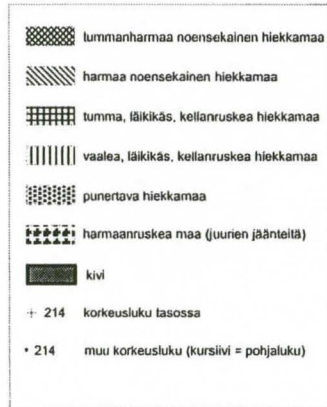 tummanharmaa noensekainen hiekkamaa
harmaa noensekainen hiekkamaa
tumma, läikikäs, kellanruskea hiekkamaa
vaalea, läikikäs, kellanruskea hiekkamaa
punertava hiekkamaa
harmaanruskea maa (juurien jäänteitä)
kivi
+ 214 korkeusluku tasossa
• 214 muu korkeusluku (kursiivi = pohjaluku)